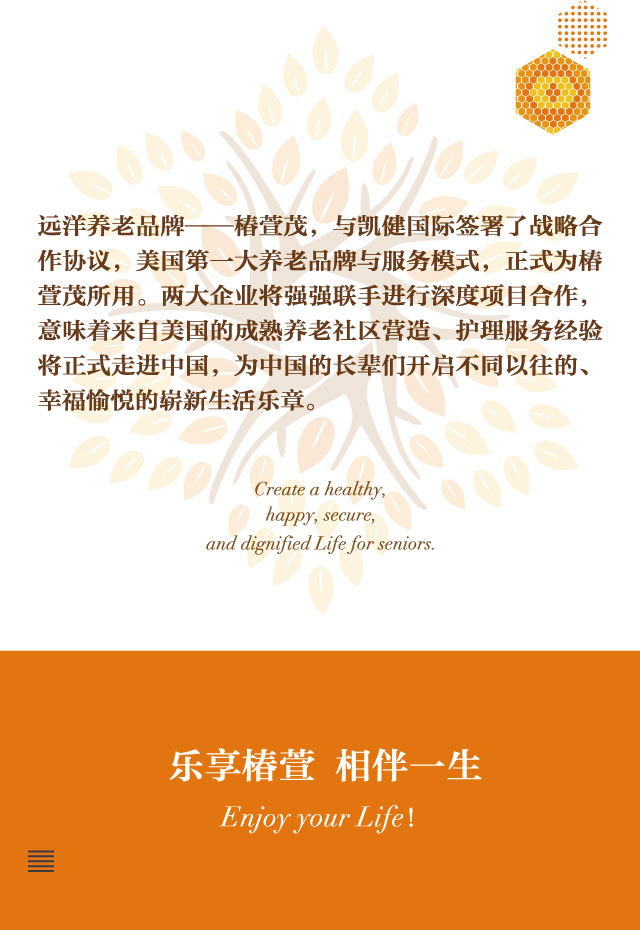 远洋养老品牌——椿萱茂，与凯健国际签署了战略合
作协议，美国第一大养老品牌与服务模式，正式为椿
萱茂所用。两大企业将强强联手进行深度项目合作，
意味着来自美国的成熟养老社区营造、护理服务经验
将正式走进中国，为中国的长辈们开启不同以往的、
幸福愉悦的崭新生活乐章。
Create a healthy,
happy, secure,
and dignified Life for seniors.
乐享椿萱 相伴一生
Enjoy your Life!